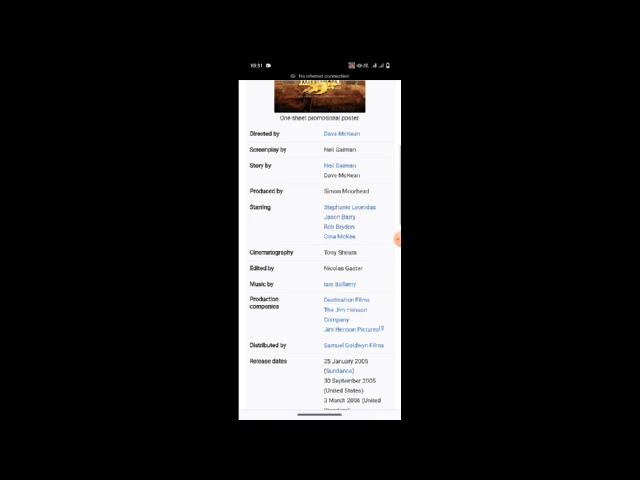 10:31
No internet connection
One-sheet promotional poster
Directed by Dave McKean
Screenplay by Neil Gaiman
Story by Neil Gaiman
Dave McKean
Produced by Simon Moorhead
Starring Stephanie Leonidas
Jason Barry
Rob Brydon
Gina McKee
Cinematography Tony Shearn
Edited by Nicolas Gaster
Music by Iain Ballamy
Production companies Destination Films
The Jim Henson
Company
Jim Henson Pictures[1]
Distributed by Samuel Goldwyn Films
Release dates 25 January 2005
(Sundance)
30 September 2005
(United States)
3 March 2006 (United
Kingdom)